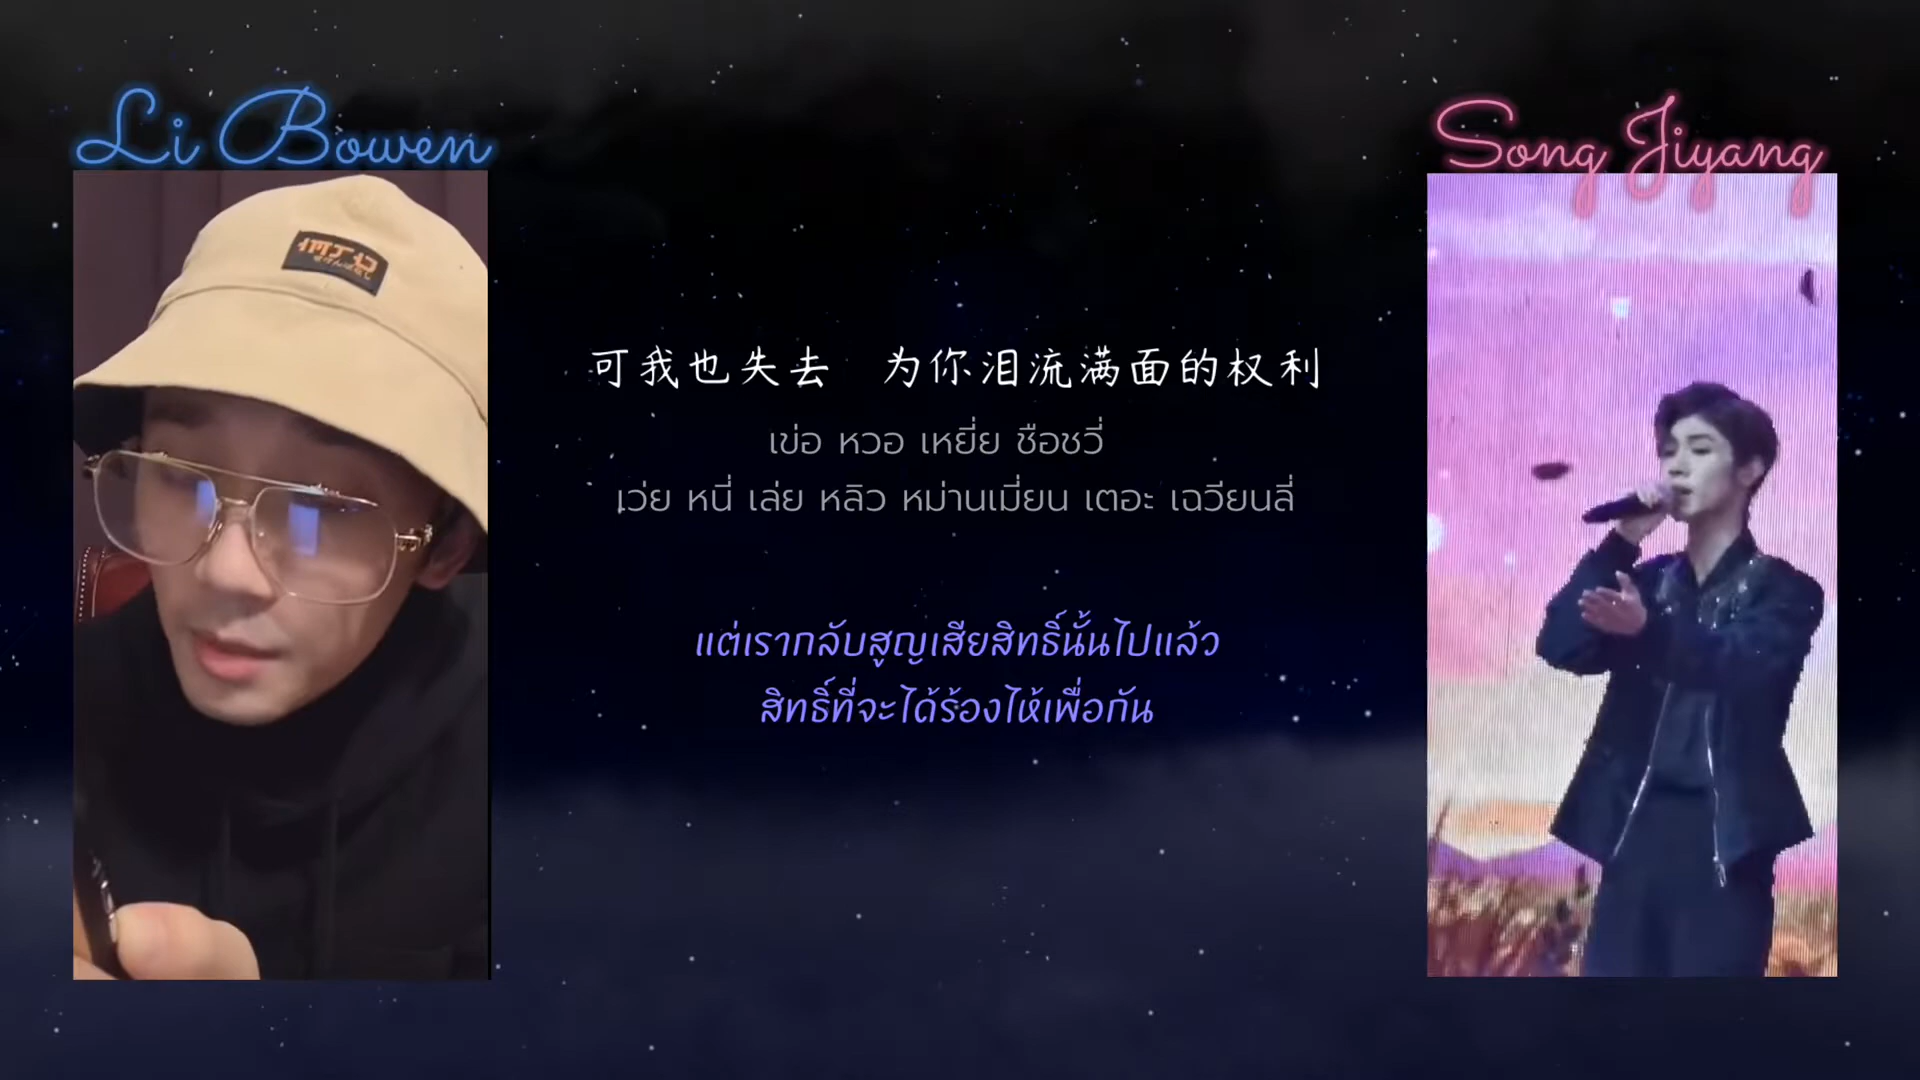 Li Bowen
Song Jiyang
可我也失去 为你泪流满面的权利
เข่อ หวอ เหยี่ย ชือชวี่
เว่ย หนี่ เล่ย หลิว หม่านเมี่ยน เตอะ เฉวียนลี่
แต่เรากลับสูญเสียสิทธิ์นั้นไปแล้ว
สิทธิ์ที่จะได้ร้องไห้เพื่อกัน